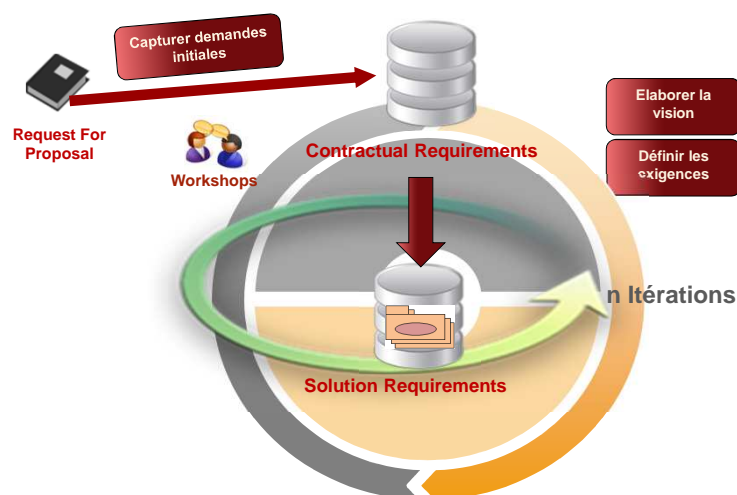 Capturer demandes
initiales
Request For
Proposal
Workshops
Contractual Requirements
Elaborer la
vision
Définir les
exigences
n Itérations
Solution Requirements